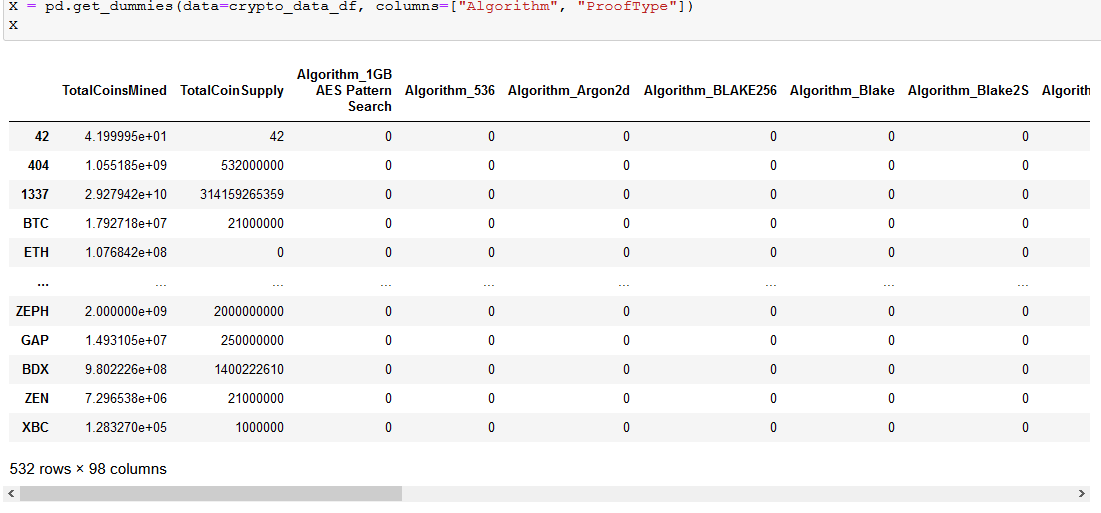 X = pd.get_dummies(data=crypto_data_df, columns=["Algorithm", "ProofType"])
X
TotalCoinsMined TotalCoinSupply Algorithm_1GB AES Pattern Search Algorithm_536 Algorithm_Argon2d Algorithm_BLAKE256 Algorithm_Blake Algorithm_Blake2S Algorith
42 4.199995e+01 42 0 0 0 0 0 0
404 1.055185e+09 532000000 0 0 0 0 0 0
1337 2.927942e+10 314159265359 0 0 0 0 0 0
BTC 1.792718e+07 21000000 0 0 0 0 0 0
ETH 1.076842e+08 0 0 0 0 0 0 0
... ... ... ... ... ... ... ... ...
ZEPH 2.000000e+09 2000000000 0 0 0 0 0 0
GAP 1.493105e+07 250000000 0 0 0 0 0 0
BDX 9.802226e+08 1400222610 0 0 0 0 0 0
ZEN 7.296538e+06 21000000 0 0 0 0 0 0
XBC 1.283270e+05 1000000 0 0 0 0 0 0
532 rows × 98 columns